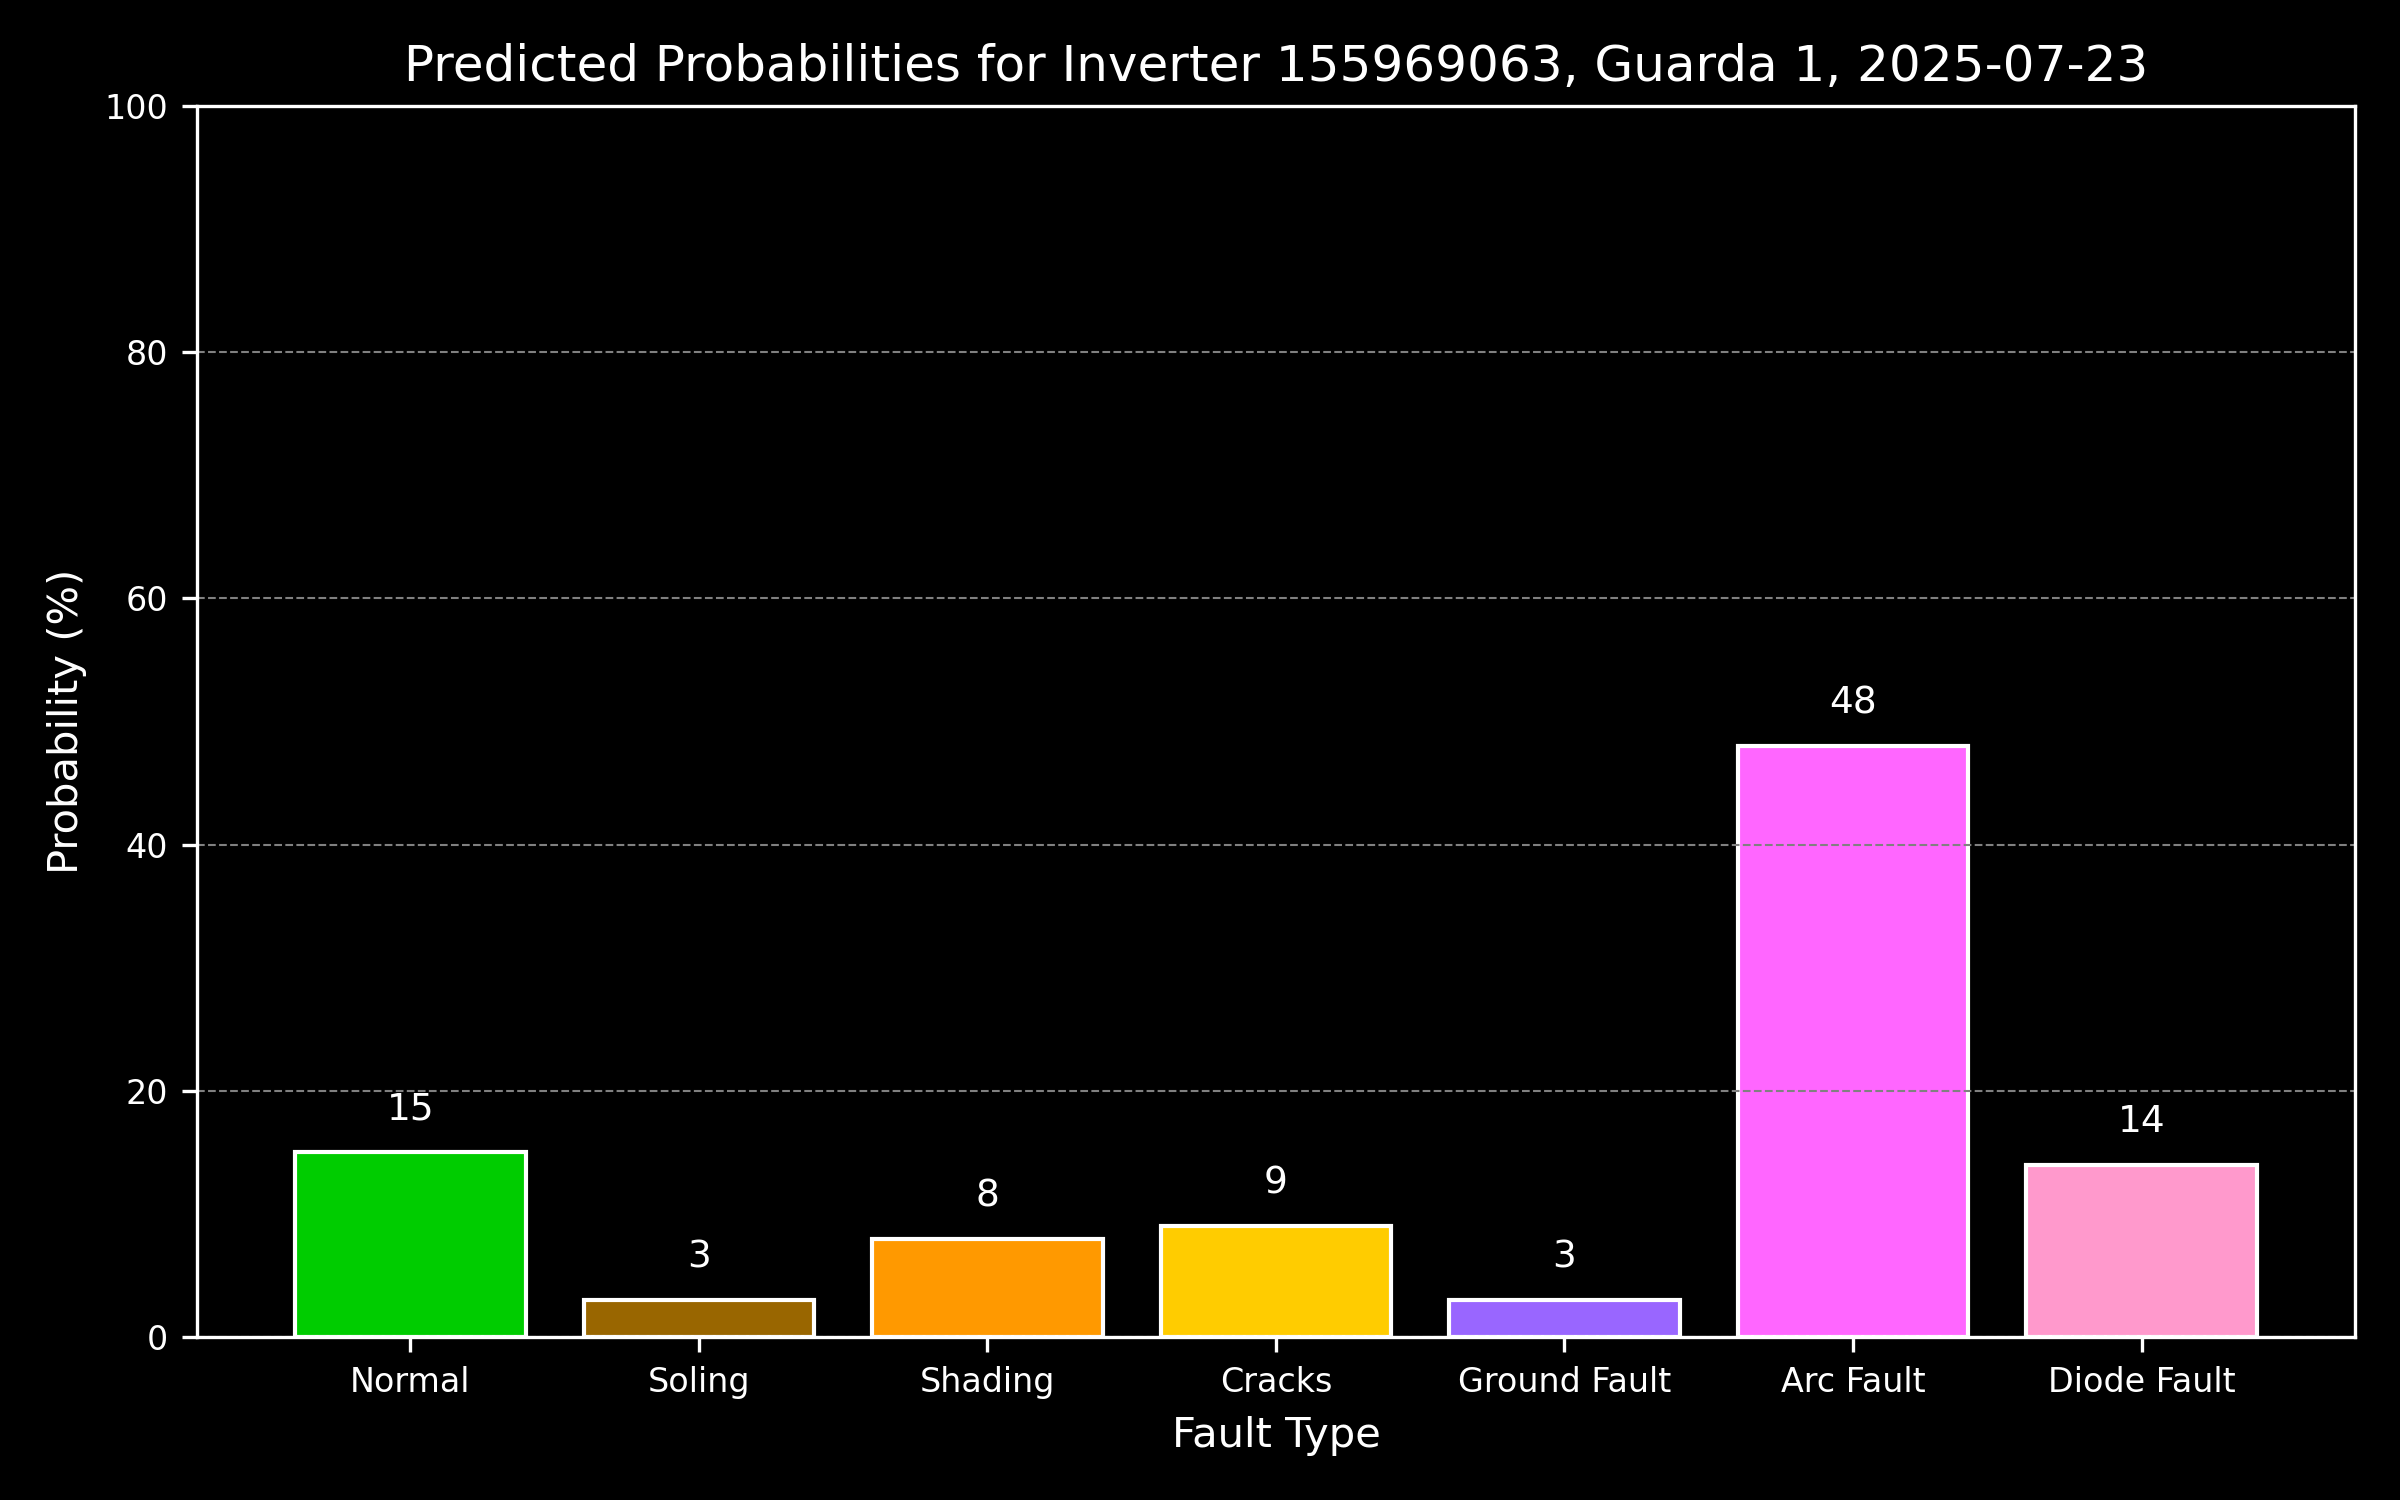 Predicted Probabilities for Inverter 155969063, Guarda 1, 2025-07-23
100
80
60
40
20
0
Probability (%)
15
3
8
9
3
48
14
Normal
Soling
Shading
Cracks
Ground Fault
Arc Fault
Diode Fault
Fault Type